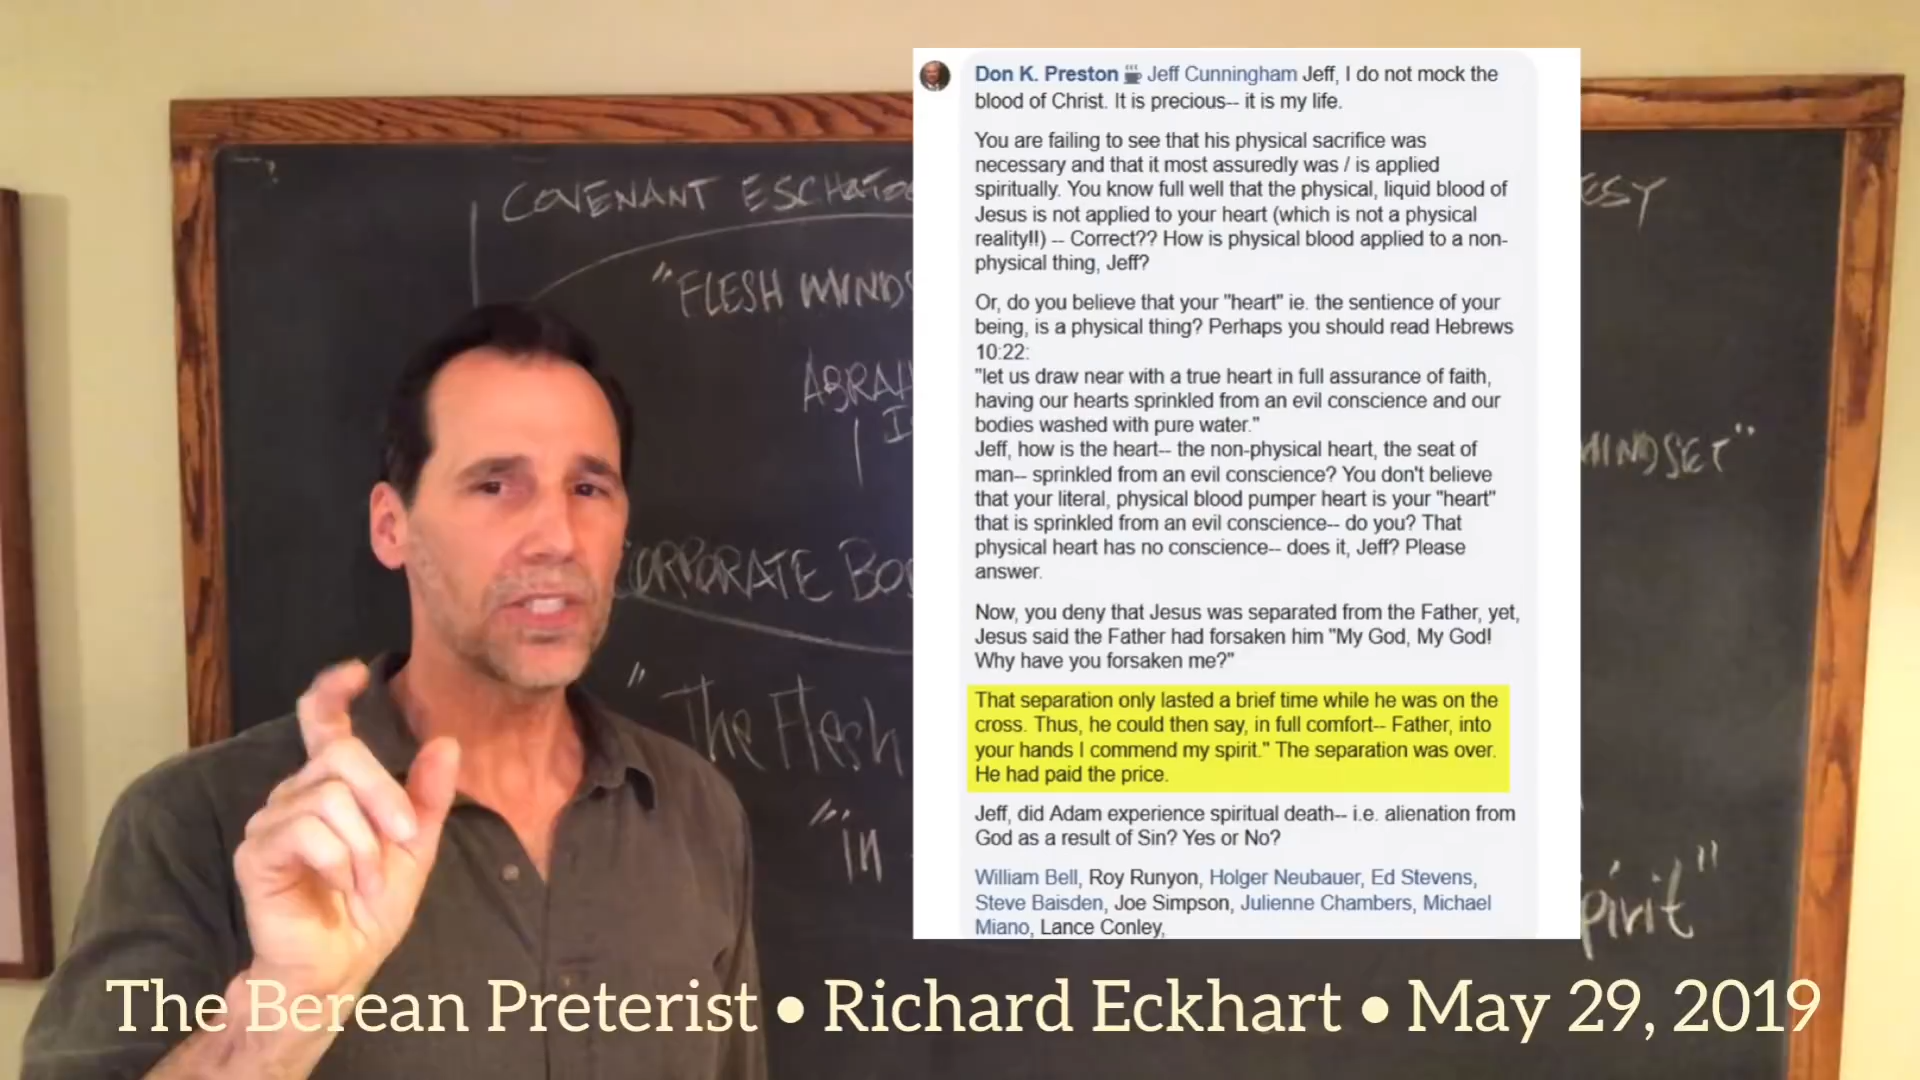 COVENANT ESCHATO
ESY
"FLESH MINDS
ABRAH
MINDSET"
CORPORATE BOD
"The Flesh
"in
Spirit"
Don K. Preston Jeff Cunningham Jeff, I do not mock the
blood of Christ. It is precious-- it is my life.
You are failing to see that his physical sacrifice was
necessary and that it most assuredly was / is applied
spiritually. You know full well that the physical, liquid blood of
Jesus is not applied to your heart (which is not a physical
reality!!) -- Correct?? How is physical blood applied to a non-
physical thing, Jeff?
Or, do you believe that your "heart" ie. the sentience of your
being, is a physical thing? Perhaps you should read Hebrews
10:22:
"let us draw near with a true heart in full assurance of faith,
having our hearts sprinkled from an evil conscience and our
bodies washed with pure water."
Jeff, how is the heart-- the non-physical heart, the seat of
man-- sprinkled from an evil conscience? You don't believe
that your literal, physical blood pumper heart is your "heart"
that is sprinkled from an evil conscience-- do you? That
physical heart has no conscience-- does it, Jeff? Please
answer.
Now, you deny that Jesus was separated from the Father, yet,
Jesus said the Father had forsaken him "My God, My God!
Why have you forsaken me?"
That separation only lasted a brief time while he was on the
cross. Thus, he could then say, in full comfort-- Father, into
your hands I commend my spirit." The separation was over.
He had paid the price.
Jeff, did Adam experience spiritual death-- i.e. alienation from
God as a result of Sin? Yes or No?
William Bell, Roy Runyon, Holger Neubauer, Ed Stevens,
Steve Baisden, Joe Simpson, Julienne Chambers, Michael
Miano, Lance Conley,
The Berean Preterist • Richard Eckhart • May 29, 2019